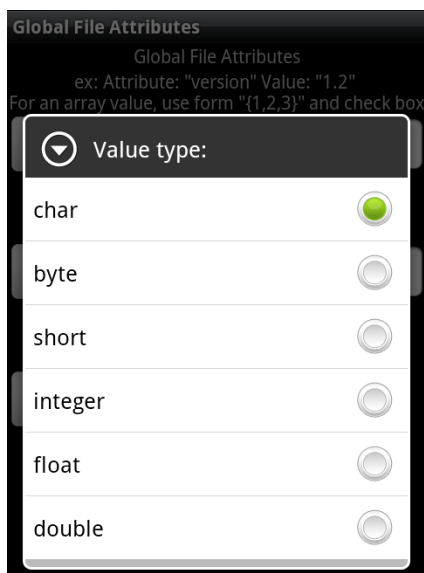 Global File Attributes
Global File Attributes
ex: Attribute: "version" Value: "1.2"
For an array value, use form "{1,2,3}" and check box
Value type:
char
byte
short
integer
float
double